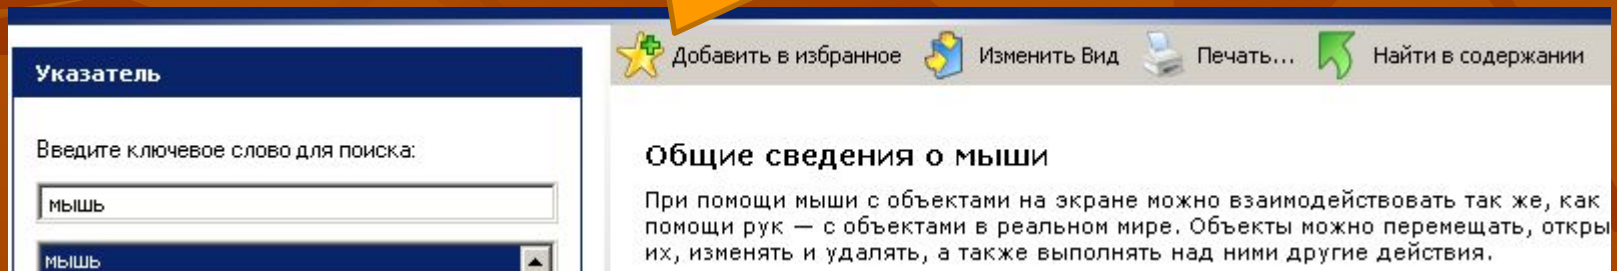 Указатель
Введите ключевое слово для поиска:
мышь
мышь
Добавить в избранное Изменить Вид Печать... Найти в содержании
Общие сведения о мыши
При помощи мыши с объектами на экране можно взаимодействовать так же, как
помощи рук — с объектами в реальном мире. Объекты можно перемещать, откры
их, изменять и удалять, а также выполнять над ними другие действия.